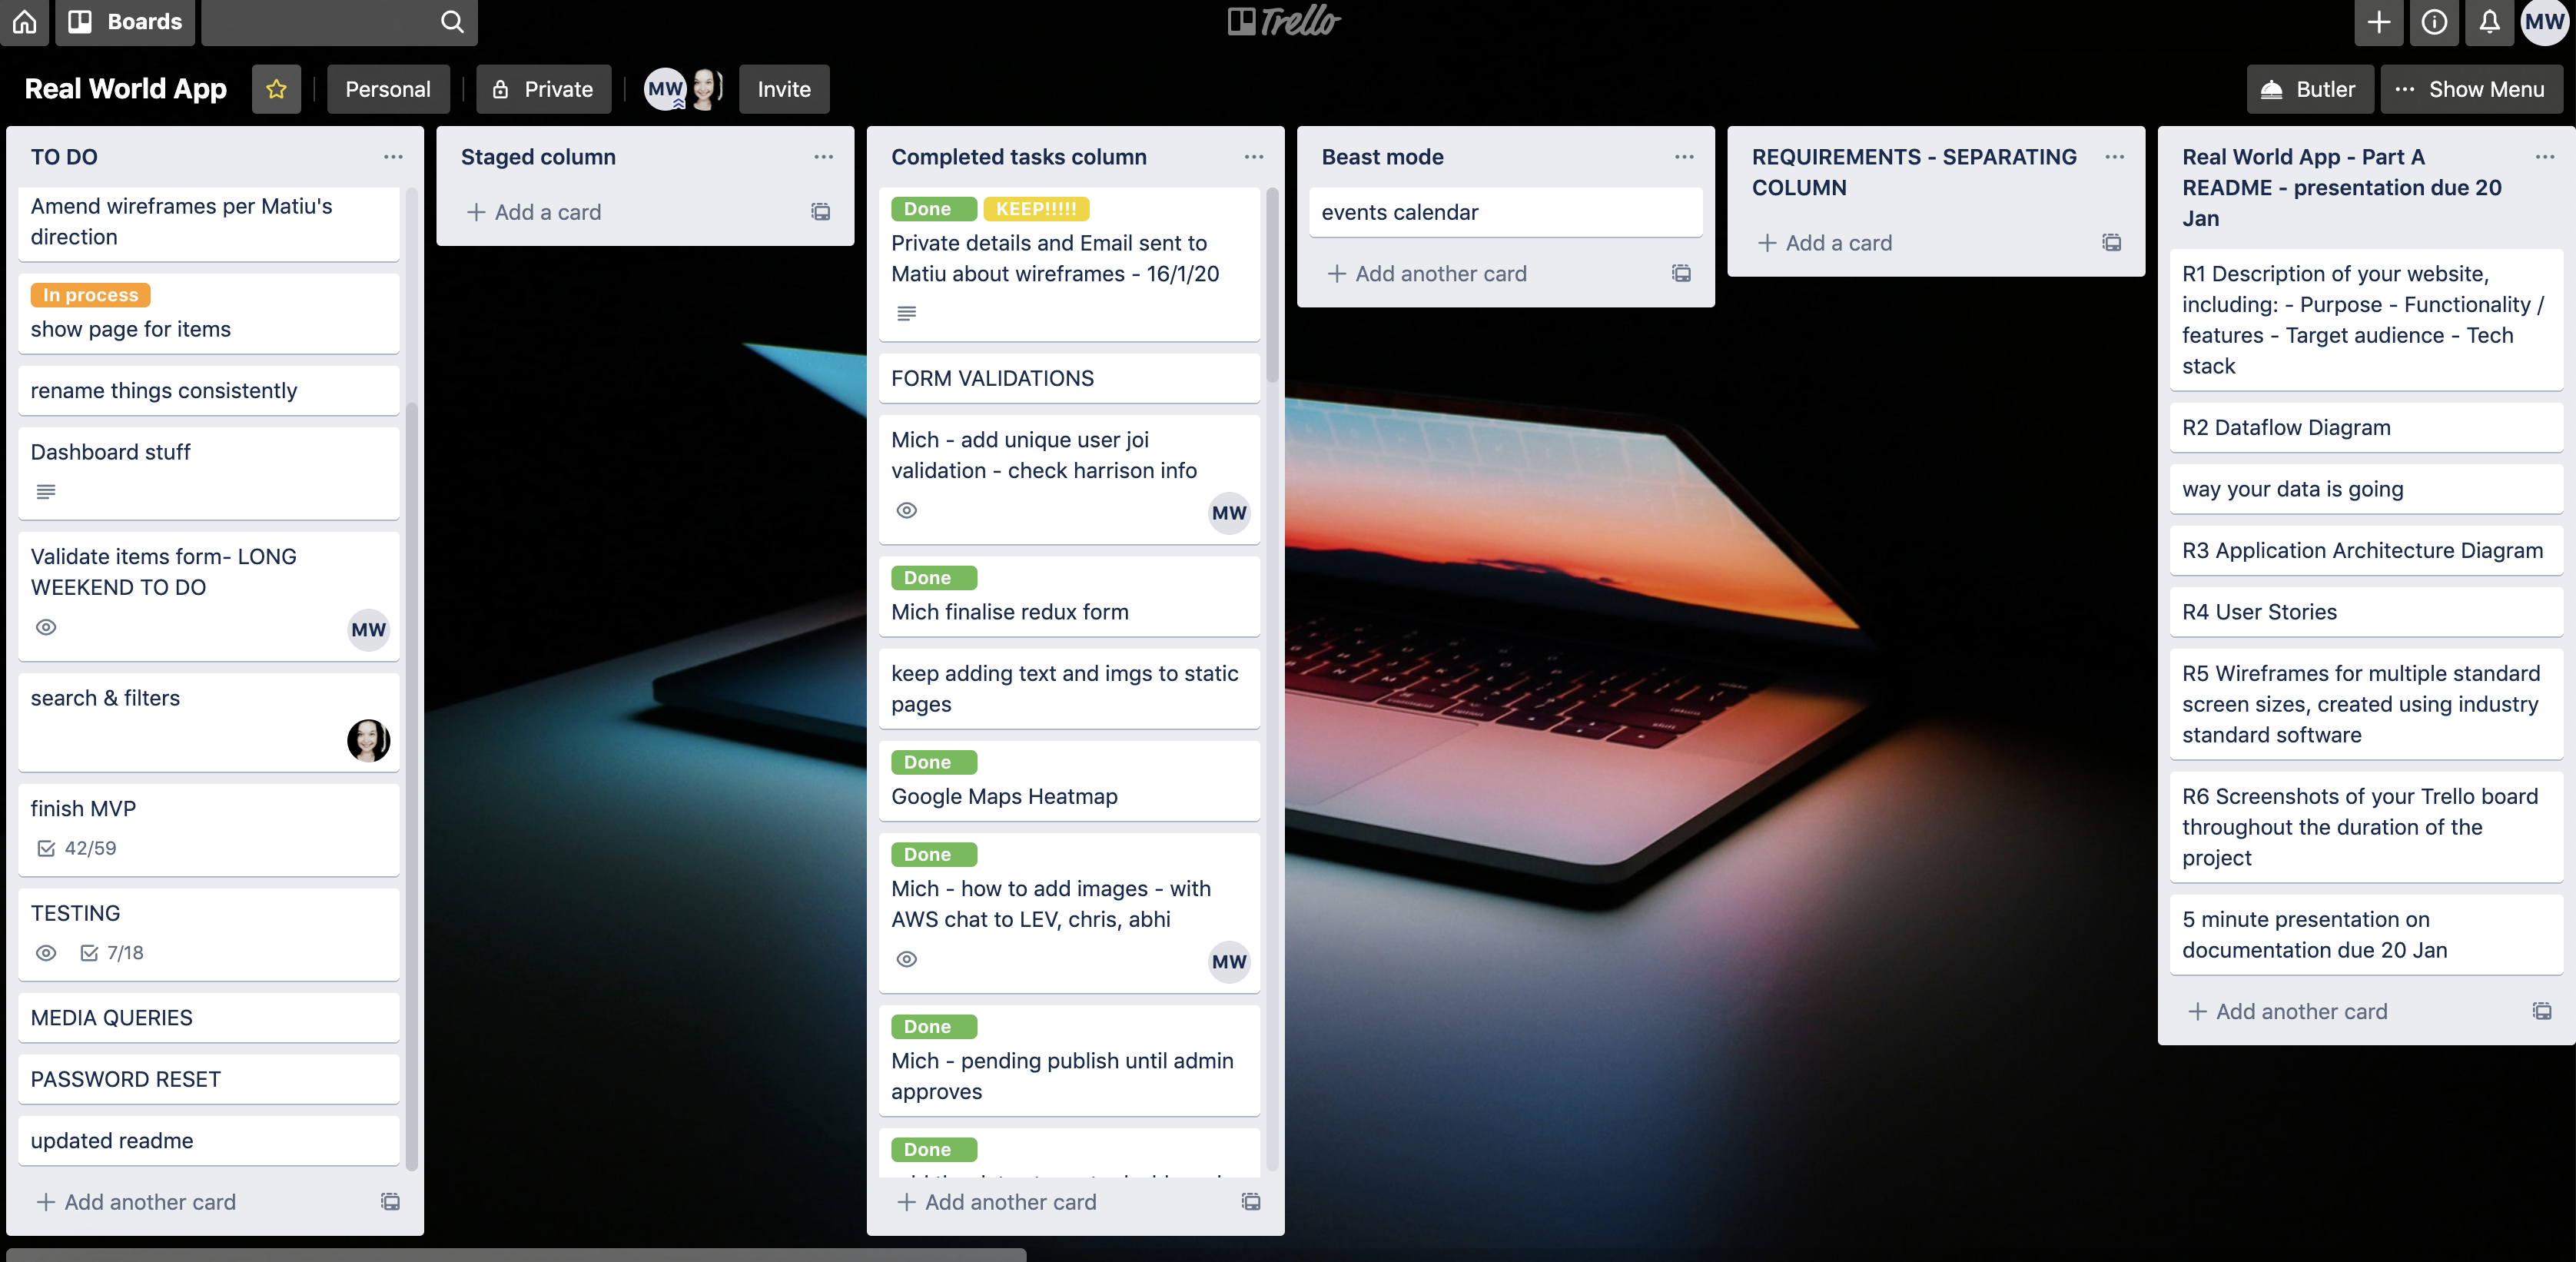 Boards
Trello
MW
Real World App
Personal
Private
MW
Invite
Butler
Show Menu
TO DO
Amend wireframes per Matiu's
direction
In process
show page for items
rename things consistently
Dashboard stuff
Validate items form- LONG
WEEKEND TO DO
MW
search & filters
finish MVP
42/59
TESTING
7/18
MEDIA QUERIES
PASSWORD RESET
updated readme
+ Add another card
Staged column
+ Add a card
Completed tasks column
Done KEEP!!!!!
Private details and Email sent to
Matiu about wireframes - 16/1/20
FORM VALIDATIONS
Mich - add unique user joi
validation - check harrison info
MW
Done
Mich finalise redux form
keep adding text and imgs to static
pages
Done
Google Maps Heatmap
Done
Mich - how to add images - with
AWS chat to LEV, chris, abhi
MW
Done
Mich - pending publish until admin
approves
Done
+ Add another card
Beast mode
events calendar
+ Add another card
REQUIREMENTS - SEPARATING
COLUMN
+ Add a card
Real World App - Part A
README - presentation due 20
Jan
R1 Description of your website,
including: - Purpose - Functionality /
features - Target audience - Tech
stack
R2 Dataflow Diagram
way your data is going
R3 Application Architecture Diagram
R4 User Stories
R5 Wireframes for multiple standard
screen sizes, created using industry
standard software
R6 Screenshots of your Trello board
throughout the duration of the
project
5 minute presentation on
documentation due 20 Jan
+ Add another card